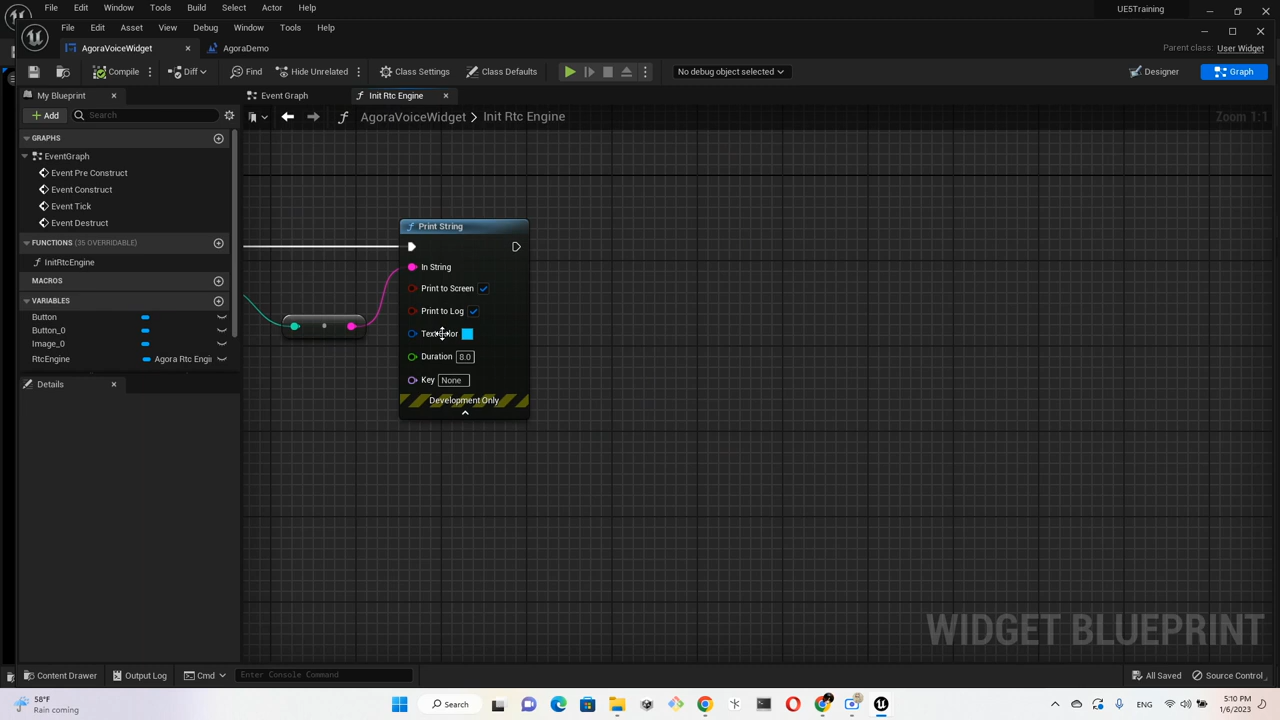 File Edit Window Tools Build Select Actor Help
UE5Training
File Edit Asset View Debug Window Tools Help
AgoraVoiceWidget
AgoraDemo
Parent class: User Widget
Compile
Diff
Find
Hide Unrelated
Class Settings
Class Defaults
No debug object selected
Designer
Graph
My Blueprint
Event Graph
Init Rtc Engine
Add
Search
AgoraVoiceWidget > Init Rtc Engine
Zoom 1:1
GRAPHS
EventGraph
Event Pre Construct
Event Construct
Event Tick
Event Destruct
FUNCTIONS (35 OVERRIDABLE)
InitRtcEngine
MACROS
VARIABLES
Button
Button_0
Image_0
RtcEngine Agora Rtc Engi
Details
Print String
In String
Print to Screen
Print to Log
Text Color
Duration 8.0
Key None
Development Only
WIDGET BLUEPRINT
Content Drawer
Output Log
Cmd
Enter Console Command
All Saved
Source Control
58°F
Rain coming
Search
ENG
5:10 PM
1/6/2023